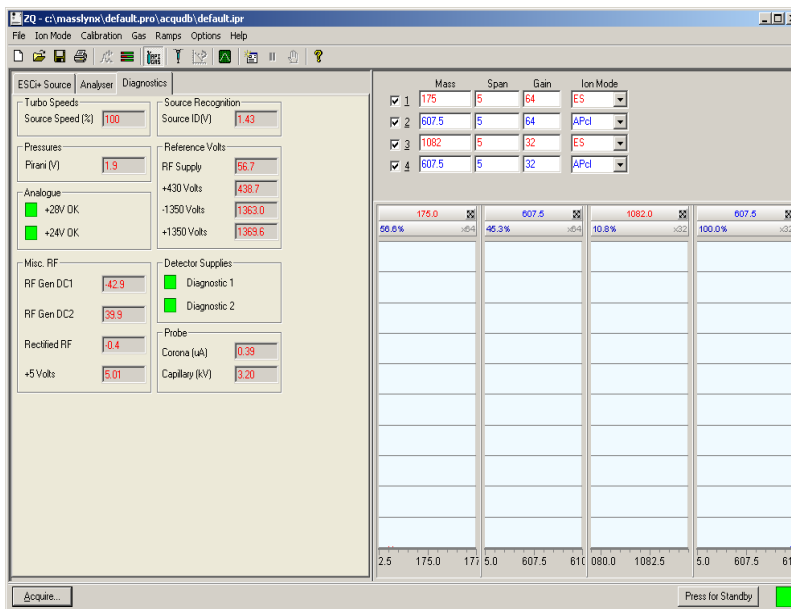 ZQ - c:\masslynx\default.pro\acqudb\default.ipr
File Ion Mode Calibration Gas Ramps Options Help
ESCi+ Source Analyser Diagnostics
Turbo Speeds
Source Speed (%) 100
Source Recognition
Source ID(V) 1.43
Pressures
Pirani (V) 1.9
Reference Volts
RF Supply 56.7
+430 Volts 438.7
-1350 Volts 1363.0
+1350 Volts 1369.6
Analogue
+28V OK
+24V OK
Misc. RF
RF Gen DC1 -42.9
RF Gen DC2 39.9
Rectified RF -0.4
+5 Volts 5.01
Detector Supplies
Diagnostic 1
Diagnostic 2
Probe
Corona (uA) 0.39
Capillary (kV) 3.20
Mass Span Gain Ion Mode
1 175 5 64 ES
2 607.5 5 64 APcI
3 1082 5 32 ES
4 607.5 5 32 APcI
175.0 607.5 1082.0 607.5
56.6% x64 45.3% x64 10.8% x32 100.0% x32
2.5 175.0 177 5.0 607.5 610 080.0 1082.5 5.0 607.5 61
Acquire... Press for Standby